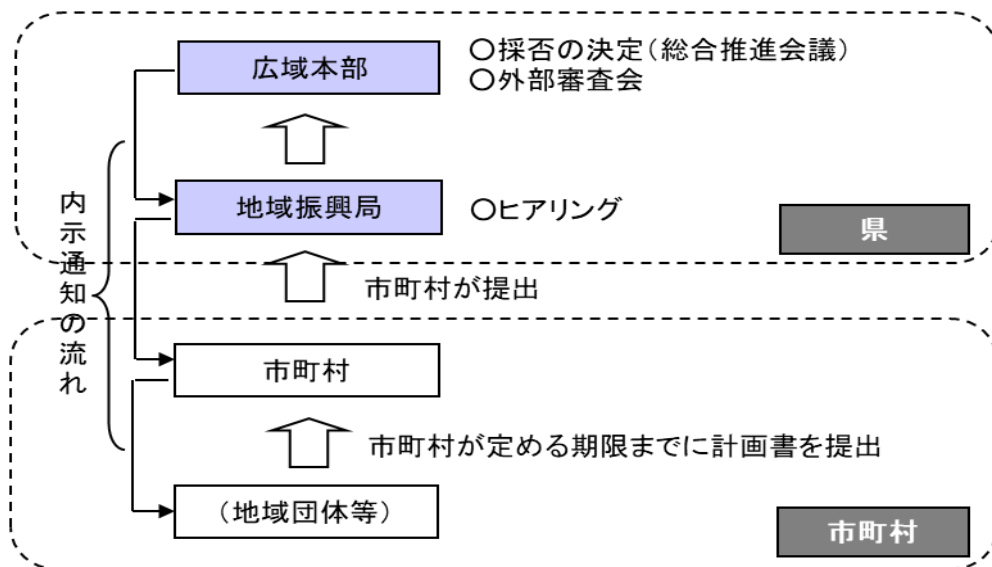 広域本部
〇採否の決定(総合推進会議)
〇外部審査会
地域振興局
〇ヒアリング
県
市町村が提出
内示通知の流れ
市町村
市町村が定める期限までに計画書を提出
(地域団体等)
市町村